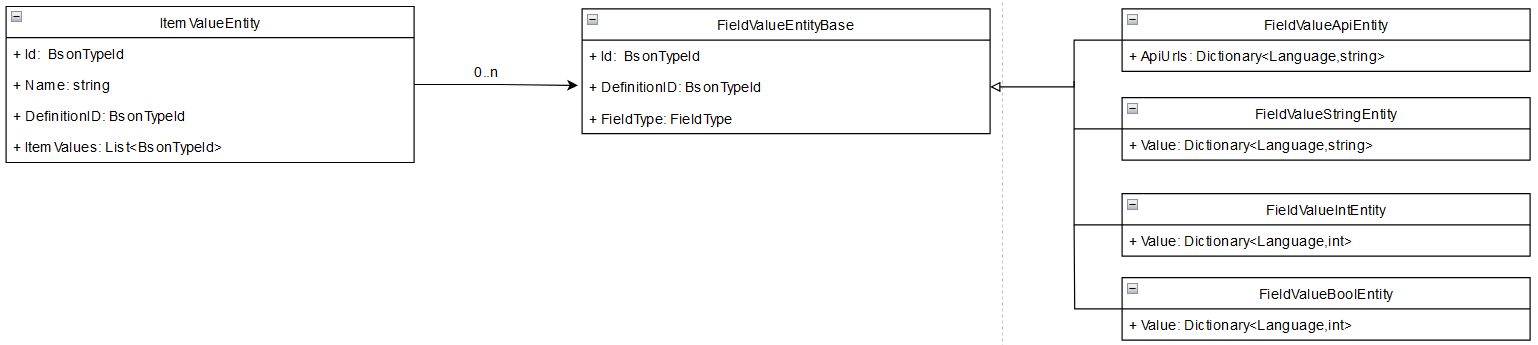 ItemValueEntity
+ Id: BsonTypeId
+ Name: string
+ DefinitionID: BsonTypeId
+ ItemValues: List<BsonTypeId>
0..n
FieldValueEntityBase
+ Id: BsonTypeId
+ DefinitionID: BsonTypeId
+ FieldType: FieldType
FieldValueApiEntity
+ ApiUrls: Dictionary<Language,string>
FieldValueStringEntity
+ Value: Dictionary<Language,string>
FieldValueIntEntity
+ Value: Dictionary<Language,int>
FieldValueBoolEntity
+ Value: Dictionary<Language,int>